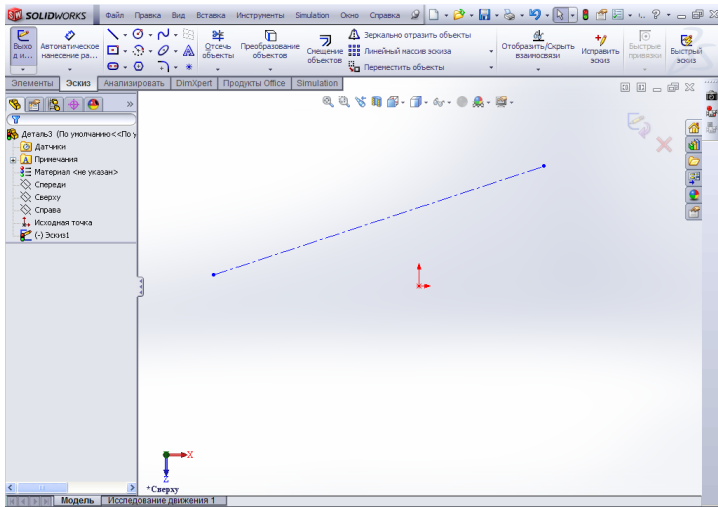 SOLIDWORKS Файл Правка Вид Вставка Инструменты Simulation Окно Справка
Выхо д и... Автоматическое нанесение ра... Отсечь объекты Преобразование объектов Смещение объектов Зеркально отразить объекты Отобразить/Скрыть взаимосвязи Исправить эскиз Быстрые привязки Быстрый эскиз
Линейный массив эскиза
Переместить объекты
Элементы Эскиз Анализировать DimXpert Продукты Office Simulation
Деталь3 (По умолчанию<<По у
Датчики
Примечания
Материал <не указан>
Спереди
Сверху
Справа
Исходная точка
(-) Эскиз1
X
Z
*Сверху
Модель Исследование движения 1